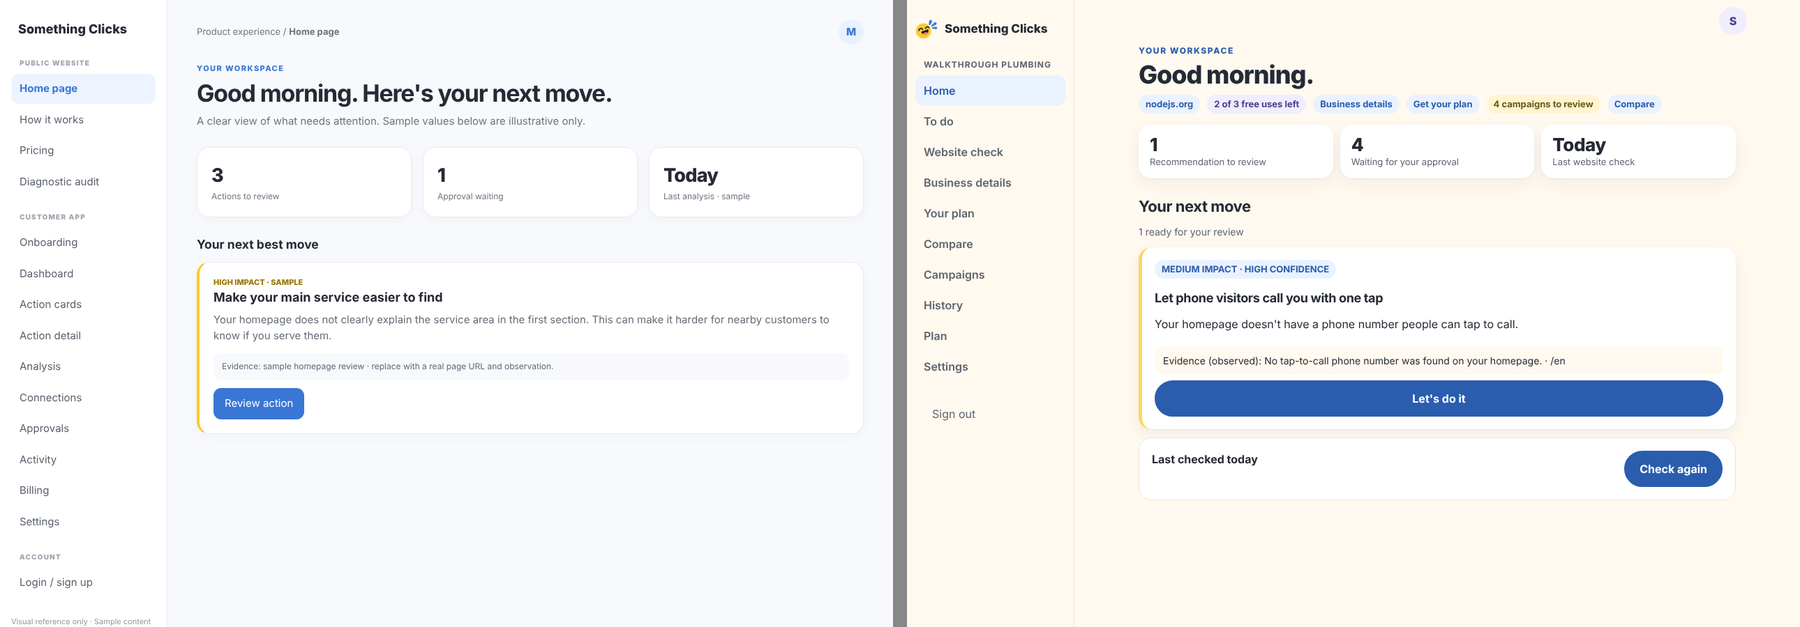 Something Clicks
PUBLIC WEBSITE
Home page
How it works
Pricing
Diagnostic audit
CUSTOMER APP
Onboarding
Dashboard
Action cards
Action detail
Analysis
Connections
Approvals
Activity
Billing
Settings
ACCOUNT
Login / sign up
Visual reference only · Sample content
Product experience / Home page
M
YOUR WORKSPACE
Good morning. Here's your next move.
A clear view of what needs attention. Sample values below are illustrative only.
3
Actions to review
1
Approval waiting
Today
Last analysis · sample
Your next best move
HIGH IMPACT · SAMPLE
Make your main service easier to find
Your homepage does not clearly explain the service area in the first section. This can make it harder for nearby customers to
know if you serve them.
Evidence: sample homepage review · replace with a real page URL and observation.
Review action
Something Clicks
WALKTHROUGH PLUMBING
Home
To do
Website check
Business details
Your plan
Compare
Campaigns
History
Plan
Settings
Sign out
S
YOUR WORKSPACE
Good morning.
nodejs.org 2 of 3 free uses left Business details Get your plan 4 campaigns to review Compare
1
Recommendation to review
4
Waiting for your approval
Today
Last website check
Your next move
1 ready for your review
MEDIUM IMPACT · HIGH CONFIDENCE
Let phone visitors call you with one tap
Your homepage doesn't have a phone number people can tap to call.
Evidence (observed): No tap-to-call phone number was found on your homepage. · /en
Let's do it
Last checked today
Check again